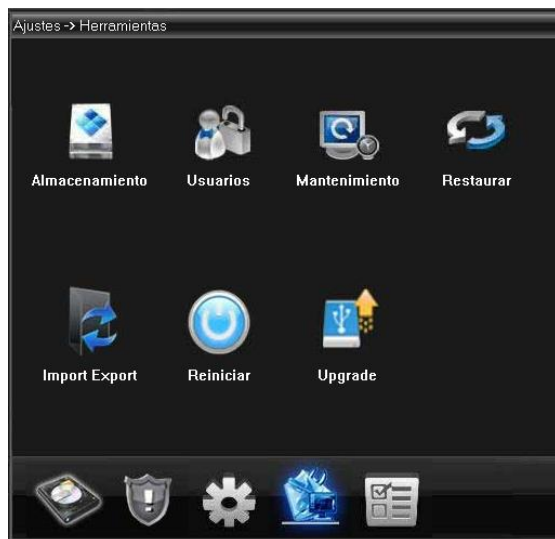 Ajustes -> Herramientas
Almacenamiento
Usuarios
Mantenimiento
Restaurar
Import Export
Reiniciar
Upgrade